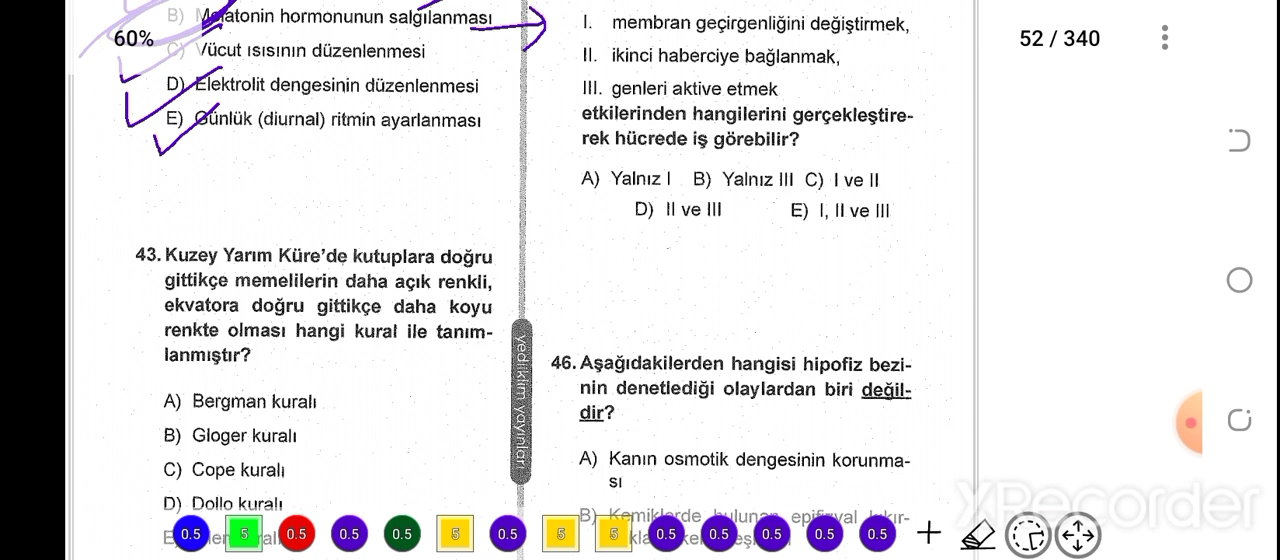 B) Melatonin hormonunun salgılanması
60%
C) Vücut ısısının düzenlenmesi
D) Elektrolit dengesinin düzenlenmesi
E) Günlük (diurnal) ritmin ayarlanması
43. Kuzey Yarım Küre'de kutuplara doğru
gittikçe memelilerin daha açık renkli,
ekvatora doğru gittikçe daha koyu
renkte olması hangi kural ile tanım-
lanmıştır?
A) Bergman kuralı
B) Gloger kuralı
C) Cope kuralı
D) Dollo kuralı
E)
yediiklim yayınları
I. membran geçirgenliğini değiştirmek,
II. ikinci haberciye bağlanmak,
III. genleri aktive etmek
etkilerinden hangilerini gerçekleştire-
rek hücrede iş görebilir?
A) Yalnız I B) Yalnız III C) I ve II
D) II ve III E) I, II ve III
46. Aşağıdakilerden hangisi hipofiz bezi-
nin denetlediği olaylardan biri değil-
dir?
A) Kanın osmotik dengesinin korunma-
sı
B) Kemiklerde bulunan epifizyal kıkır-
52 / 340
XRecorder
0.5 5 0.5 0.5 0.5 5 0.5 5 5 0.5 0.5 0.5 0.5 0.5